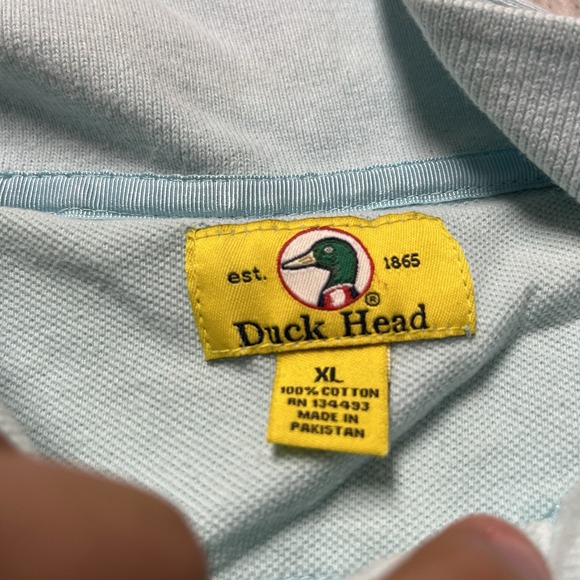 est. 1865
®
Duck Head
XL
100% COTTON
RN 134493
MADE IN
PAKISTAN